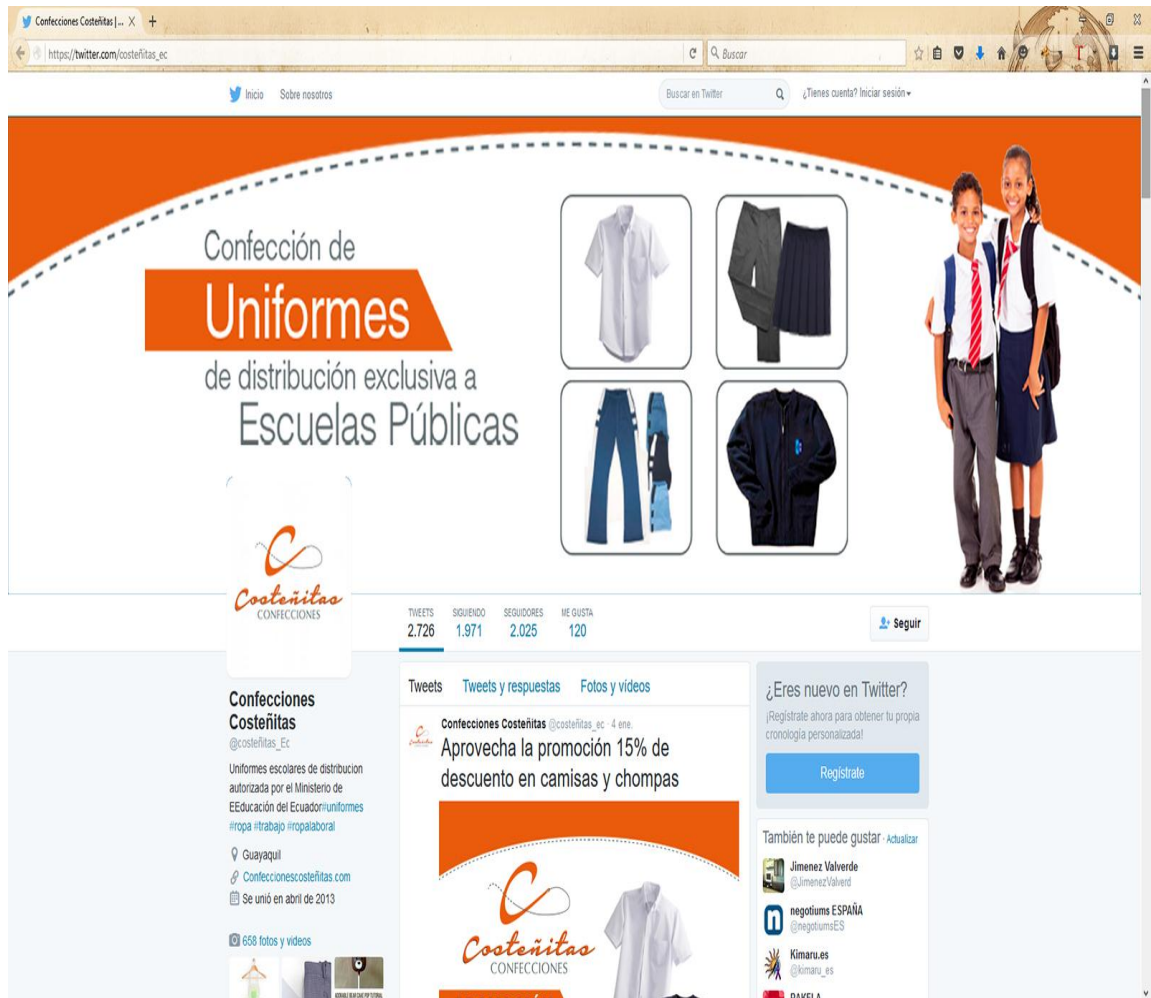 Confecciones Costeñitas | ...
https://twitter.com/costeñitas_ec
Buscar
Inicio Sobre nosotros
Buscar en Twitter
¿Tienes cuenta? Iniciar sesión
Confección de
Uniformes
de distribución exclusiva a
Escuelas Públicas
Costeñitas
CONFECCIONES
TWEETS SIGUIENDO SEGUIDORES ME GUSTA
2.726 1.971 2.025 120
Seguir
Confecciones
Costeñitas
@costeñitas_Ec
Uniformes escolares de distribucion
autorizada por el Ministerio de
EEducación del Ecuador#uniformes
#ropa #trabajo #ropalaboral
Guayaquil
Confeccionescosteñitas.com
Se unió en abril de 2013
658 fotos y videos
Tweets Tweets y respuestas Fotos y vídeos
Confecciones Costeñitas @costeñitas_ec · 4 ene.
Aprovecha la promoción 15% de
descuento en camisas y chompas
Costeñitas
CONFECCIONES
¿Eres nuevo en Twitter?
¡Regístrate ahora para obtener tu propia
cronología personalizada!
Regístrate
También te puede gustar · Actualizar
Jimenez Valverde
@JimenezValverd
negotiums ESPAÑA
@negotiumsES
Kimaru.es
@kimaru_es